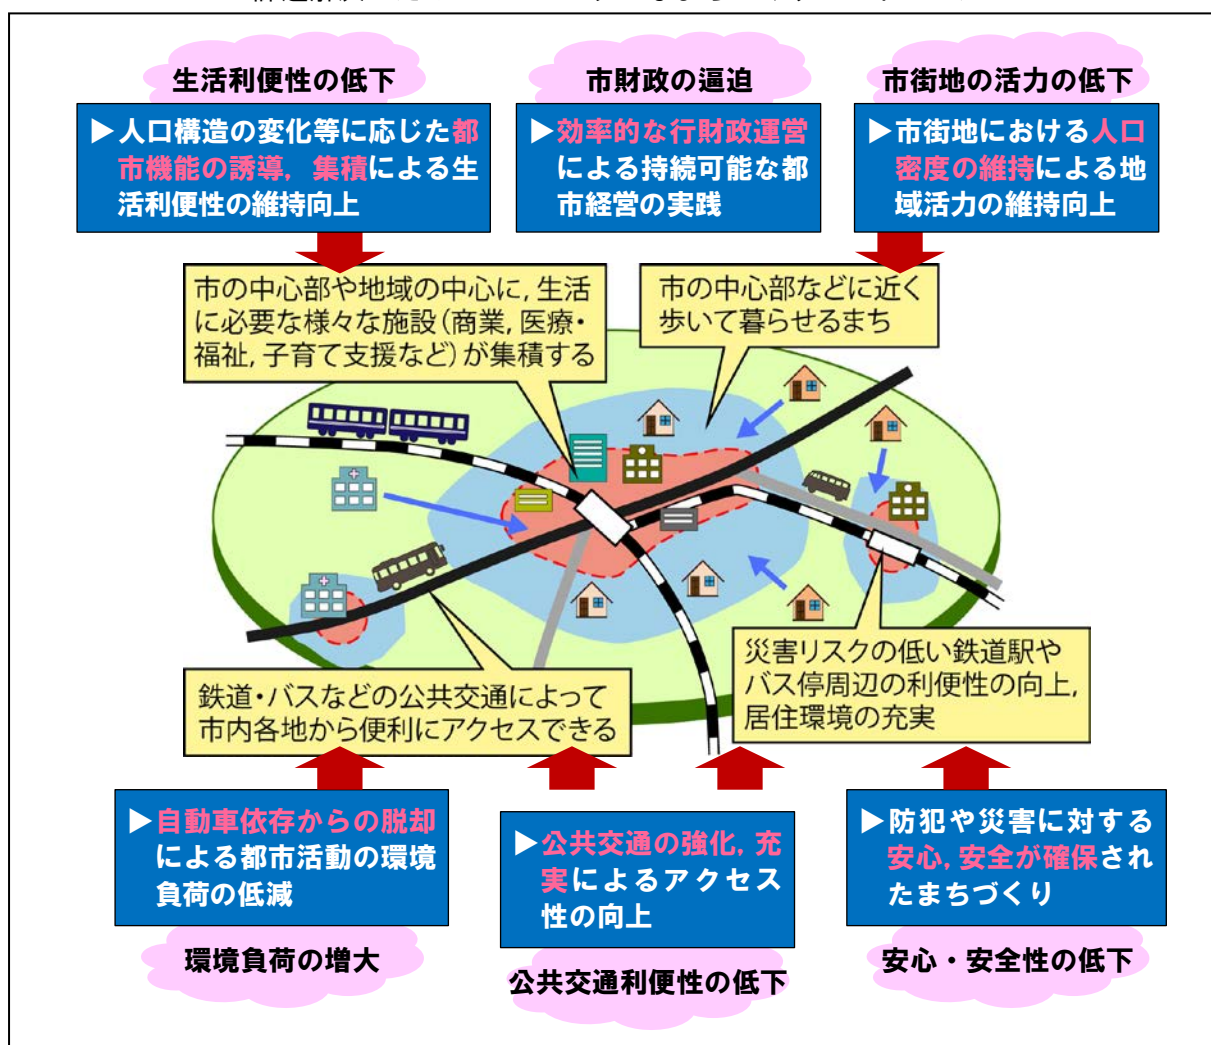 生活利便性の低下
市財政の逼迫
市街地の活力の低下
▶人口構造の変化等に応じた都
市機能の誘導，集積による生
活利便性の維持向上
▶効率的な行財政運営
による持続可能な都
市経営の実践
▶市街地における人口
密度の維持による地
域活力の維持向上
市の中心部や地域の中心に，生活
に必要な様々な施設（商業，医療・
福祉，子育て支援など）が集積する
市の中心部などに近く
歩いて暮らせるまち
鉄道・バスなどの公共交通によって
市内各地から便利にアクセスできる
災害リスクの低い鉄道駅や
バス停周辺の利便性の向上，
居住環境の充実
▶自動車依存からの脱却
による都市活動の環境
負荷の低減
▶公共交通の強化，充
実によるアクセス
性の向上
▶防犯や災害に対する
安心，安全が確保され
たまちづくり
環境負荷の増大
公共交通利便性の低下
安心・安全性の低下